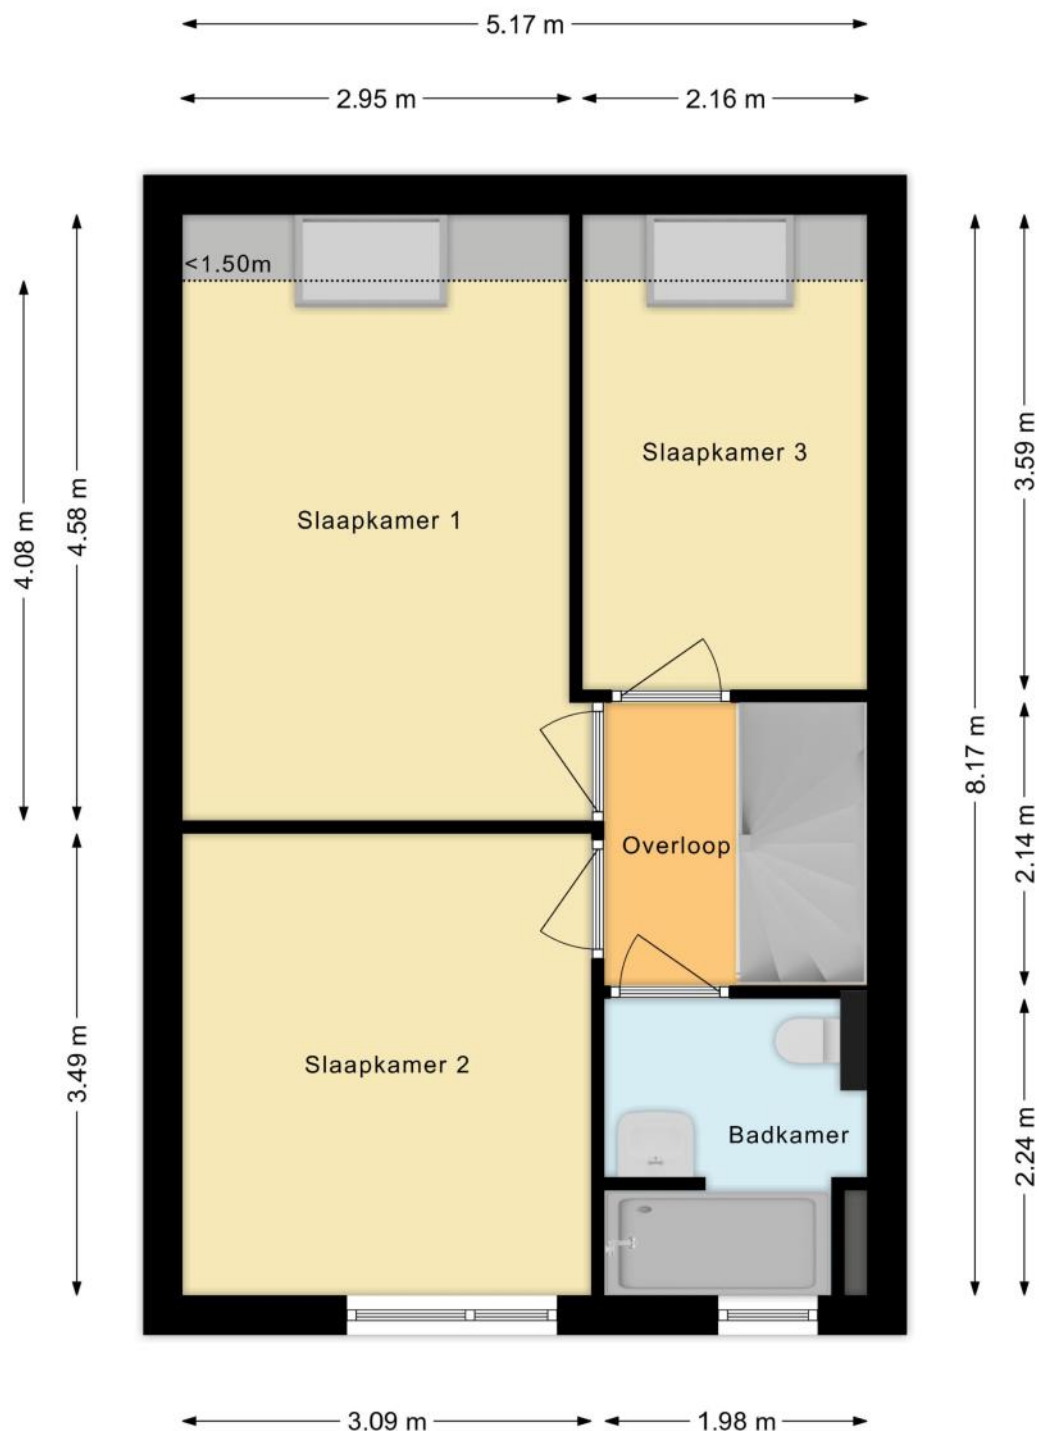 5.17 m
2.95 m
2.16 m
<1.50m
Slaapkamer 3
3.59 m
Slaapkamer 1
4.58 m
4.08 m
8.17 m
Overloop
2.14 m
Slaapkamer 2
3.49 m
Badkamer
2.24 m
3.09 m
1.98 m